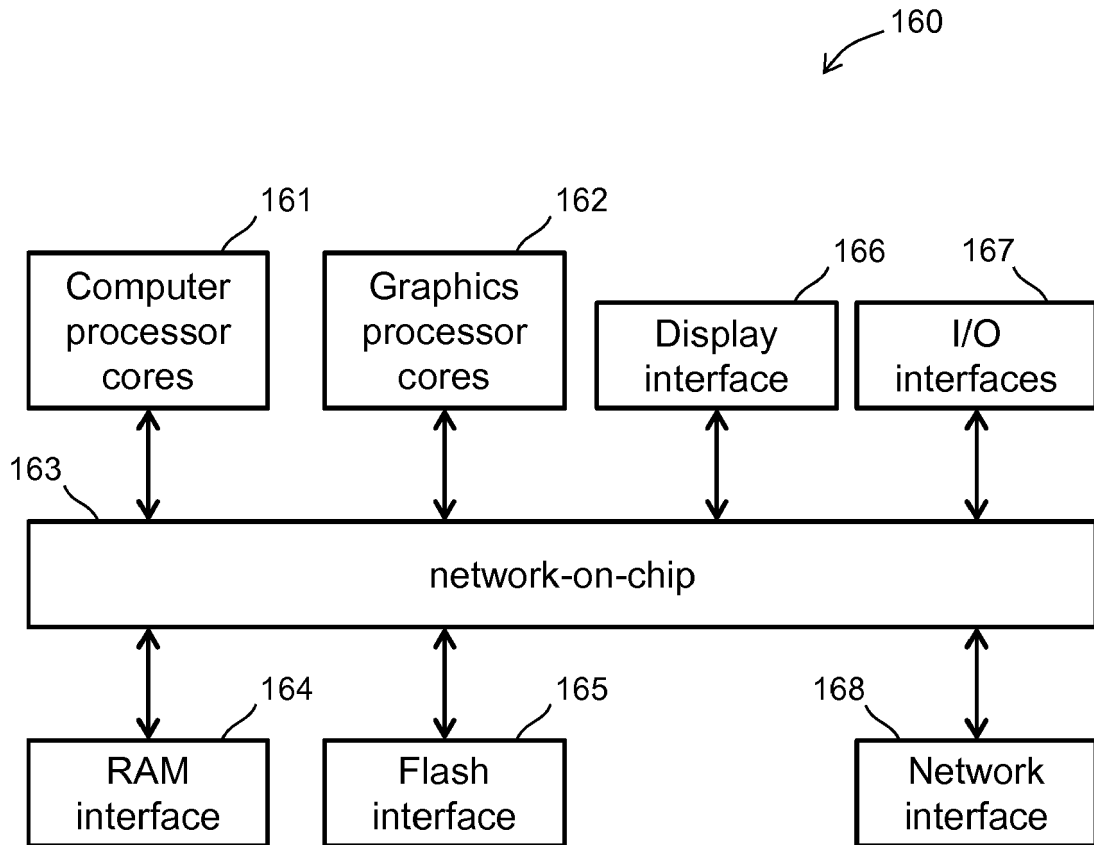 160
161
162
166
167
Computer
processor
cores
Graphics
processor
cores
Display
interface
I/O
interfaces
163
network-on-chip
164
165
168
RAM
interface
Flash
interface
Network
interface